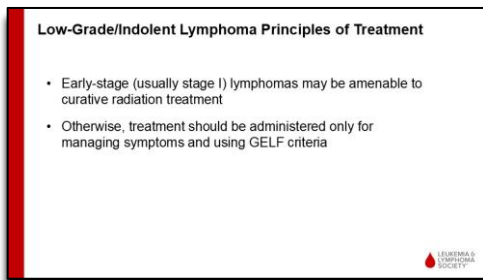 Low-Grade/Indolent Lymphoma Principles of Treatment
• Early-stage (usually stage I) lymphomas may be amenable to
curative radiation treatment
• Otherwise, treatment should be administered only for
managing symptoms and using GELF criteria
LEUKEMIA &
LYMPHOMA
SOCIETY